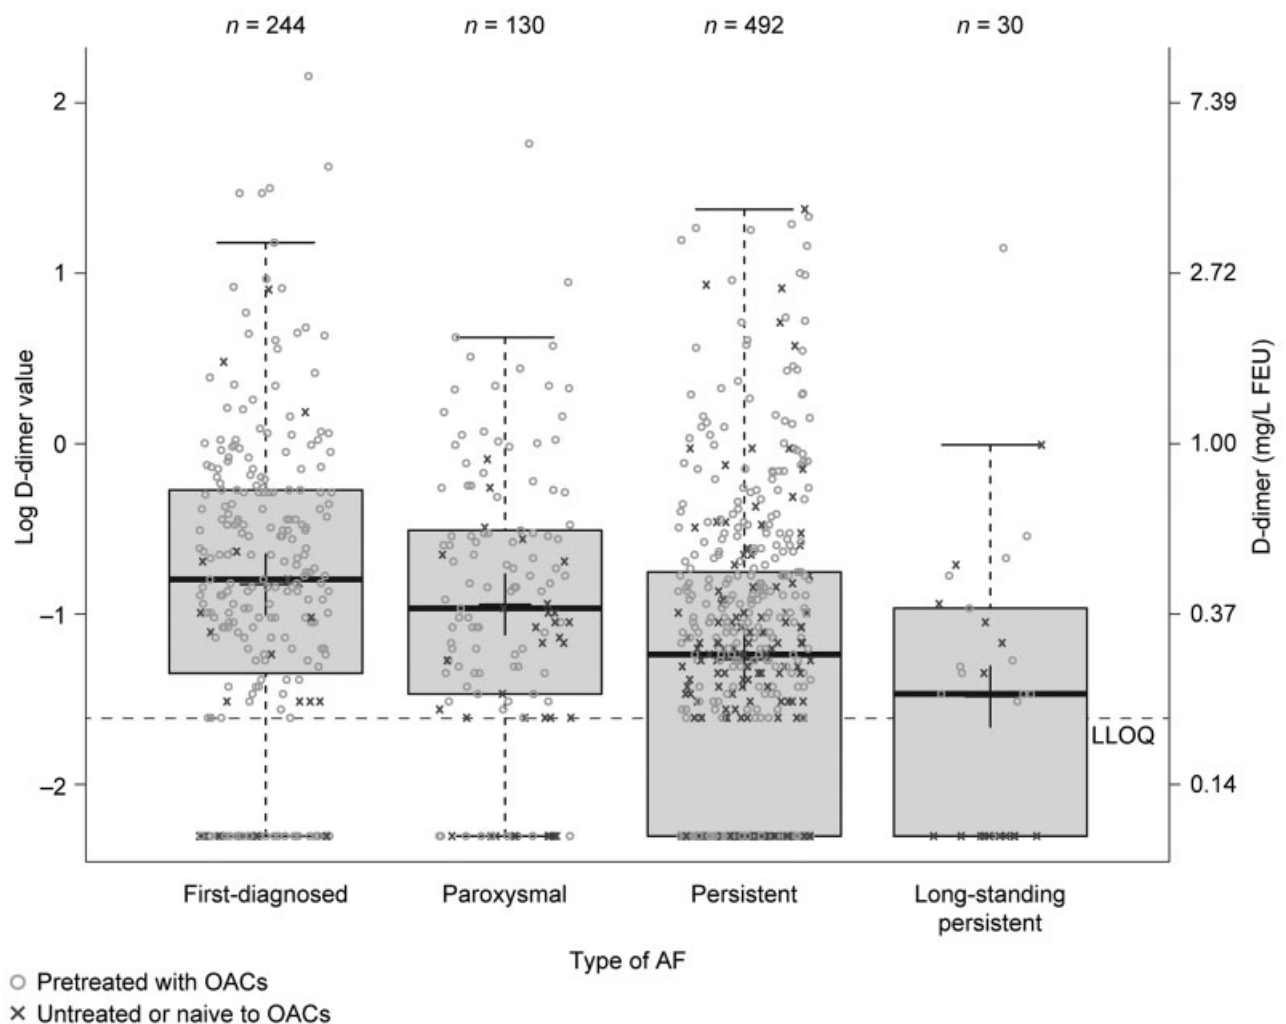 n = 244
n = 130
n = 492
n = 30
Log D-dimer value
2
1
0
–1
–2
7.39
2.72
1.00
0.37
0.14
D-dimer (mg/L FEU)
LLOQ
First-diagnosed
Paroxysmal
Persistent
Long-standing
persistent
Type of AF
Pretreated with OACs
Untreated or naive to OACs